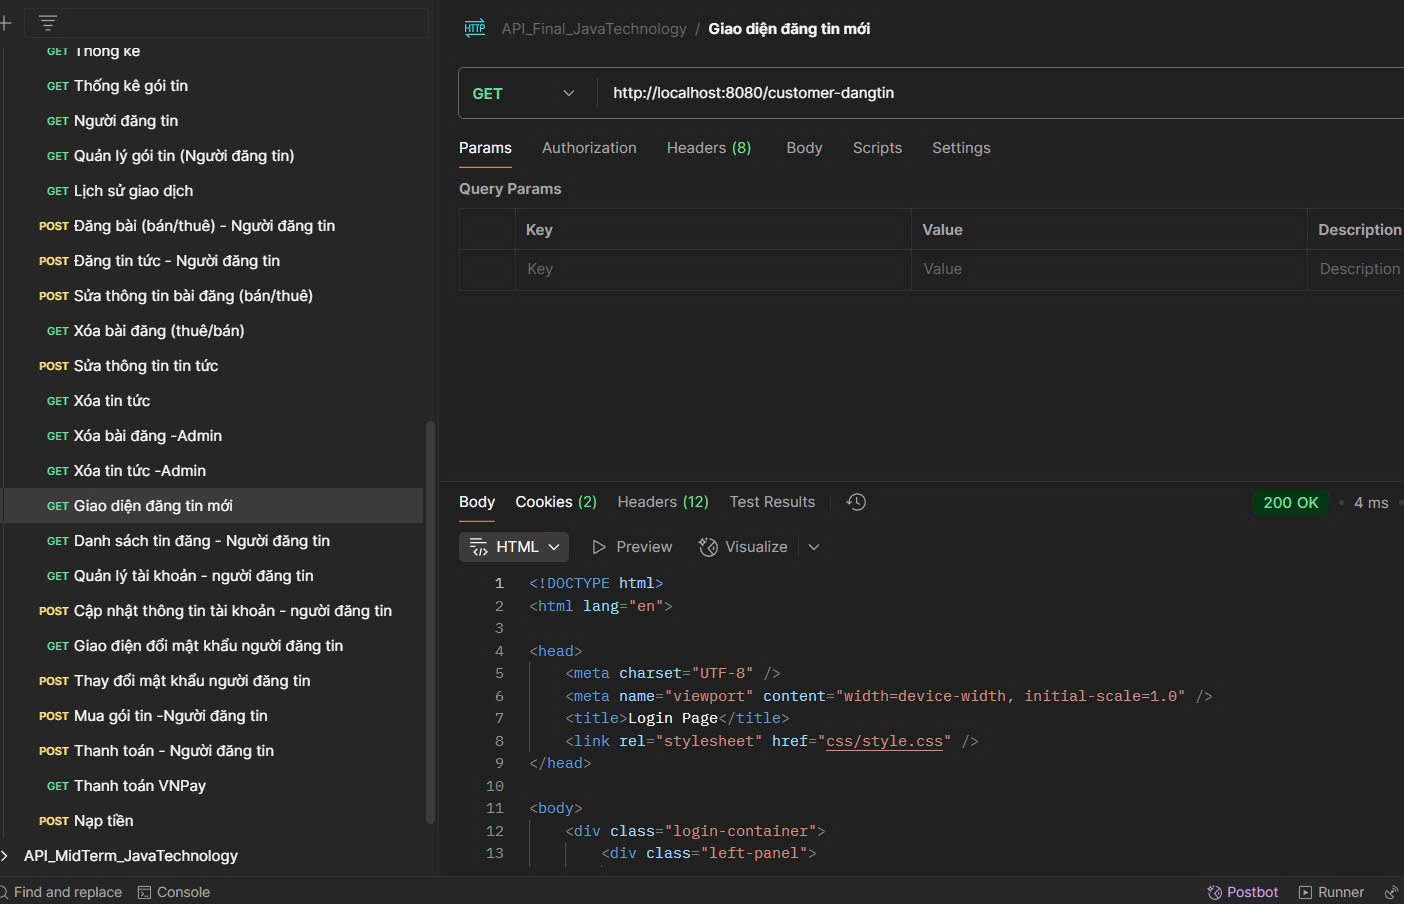 GET Thống kê
GET Thống kê gói tin
GET Người đăng tin
GET Quản lý gói tin (Người đăng tin)
GET Lịch sử giao dịch
POST Đăng bài (bán/thuê) - Người đăng tin
POST Đăng tin tức - Người đăng tin
POST Sửa thông tin bài đăng (bán/thuê)
GET Xóa bài đăng (thuê/bán)
POST Sửa thông tin tin tức
GET Xóa tin tức
GET Xóa bài đăng -Admin
GET Xóa tin tức -Admin
GET Giao diện đăng tin mới
GET Danh sách tin đăng - Người đăng tin
GET Quản lý tài khoản - người đăng tin
POST Cập nhật thông tin tài khoản - người đăng tin
GET Giao điện đổi mật khẩu người đăng tin
POST Thay đổi mật khẩu người đăng tin
POST Mua gói tin -Người đăng tin
POST Thanh toán - Người đăng tin
GET Thanh toán VNPay
POST Nạp tiền
API_MidTerm_JavaTechnology
HTTP API_Final_JavaTechnology / Giao diện đăng tin mới
GET http://localhost:8080/customer-dangtin
Params Authorization Headers (8) Body Scripts Settings
Query Params
Key Value Description
Key Value Description
Body Cookies (2) Headers (12) Test Results 200 OK 4 ms
HTML Preview Visualize
1 <!DOCTYPE html>
2 <html lang="en">
3
4 <head>
5 <meta charset="UTF-8" />
6 <meta name="viewport" content="width=device-width, initial-scale=1.0" />
7 <title>Login Page</title>
8 <link rel="stylesheet" href="css/style.css" />
9 </head>
10
11 <body>
12 <div class="login-container">
13 <div class="left-panel">
Find and replace Console Postbot Runner